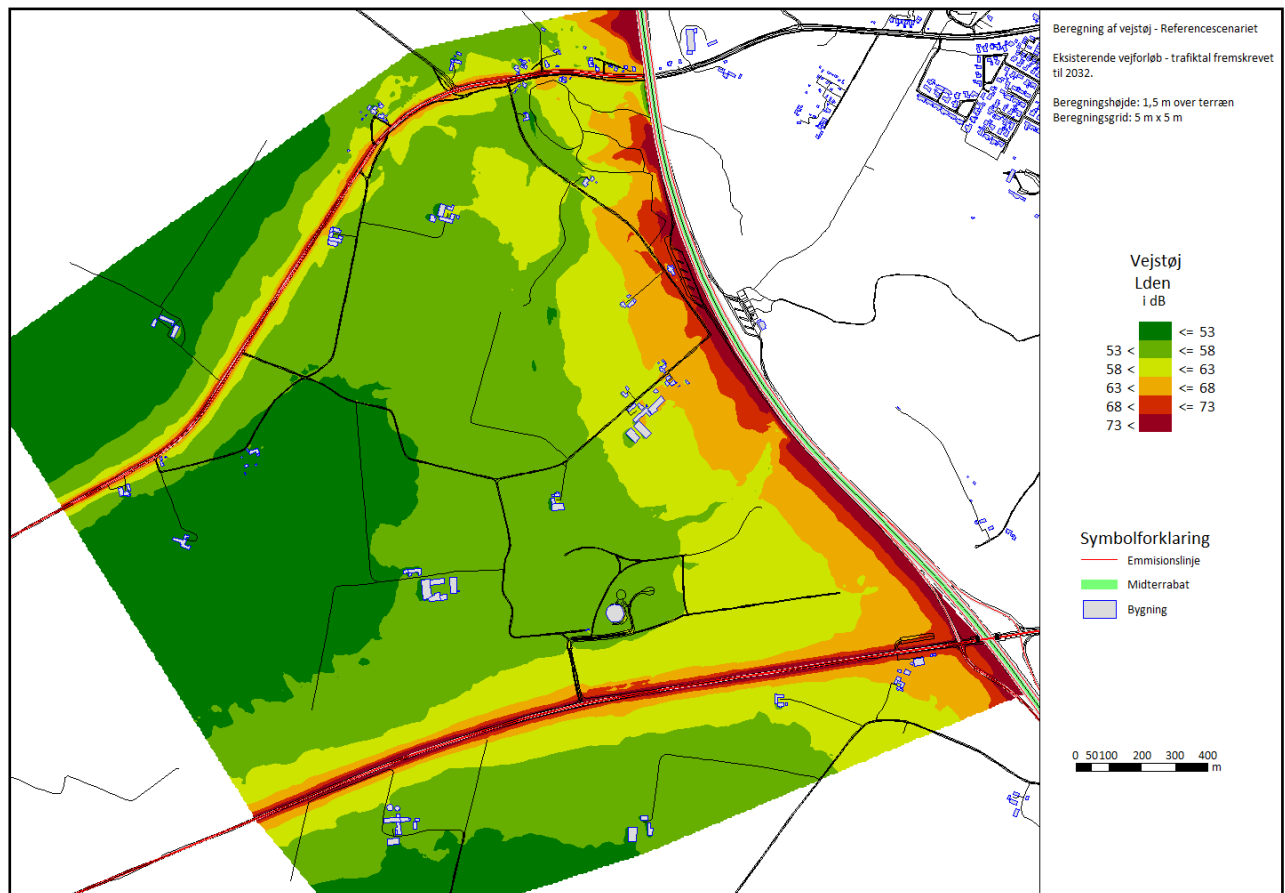 Beregning af vejstøj - Referencescenariet
Eksisterende vejforløb - trafiktal fremskrevet
til 2032.
Beregningshøjde: 1,5 m over terræn
Beregningsgrid: 5 m x 5 m
Vejstøj
Lden
i dB
<= 53
53 < <= 58
58 < <= 63
63 < <= 68
68 < <= 73
73 <
Symbolforklaring
Emmisionslinje
Midterrabat
Bygning
0 50100 200 300 400
m